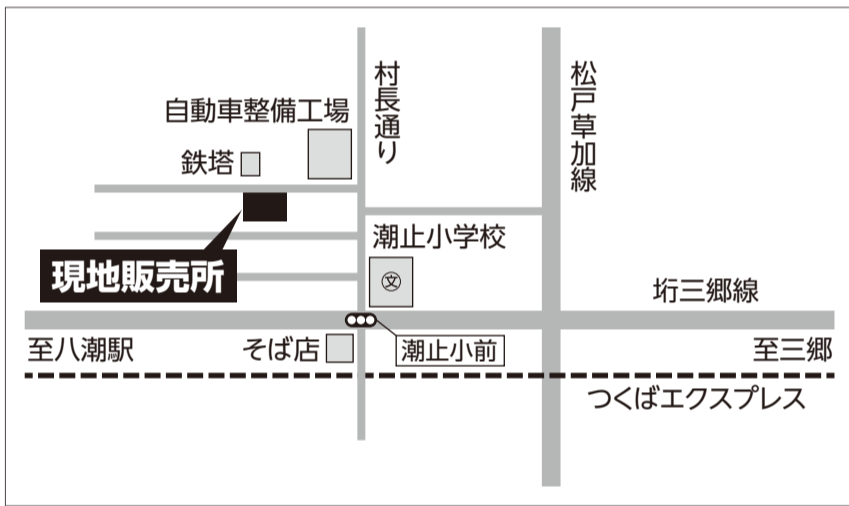 村長通り
松戸草加線
自動車整備工場
鉄塔
潮止小学校
文
現地販売所
垳三郷線
至八潮駅
そば店
潮止小前
至三郷
つくばエクスプレス